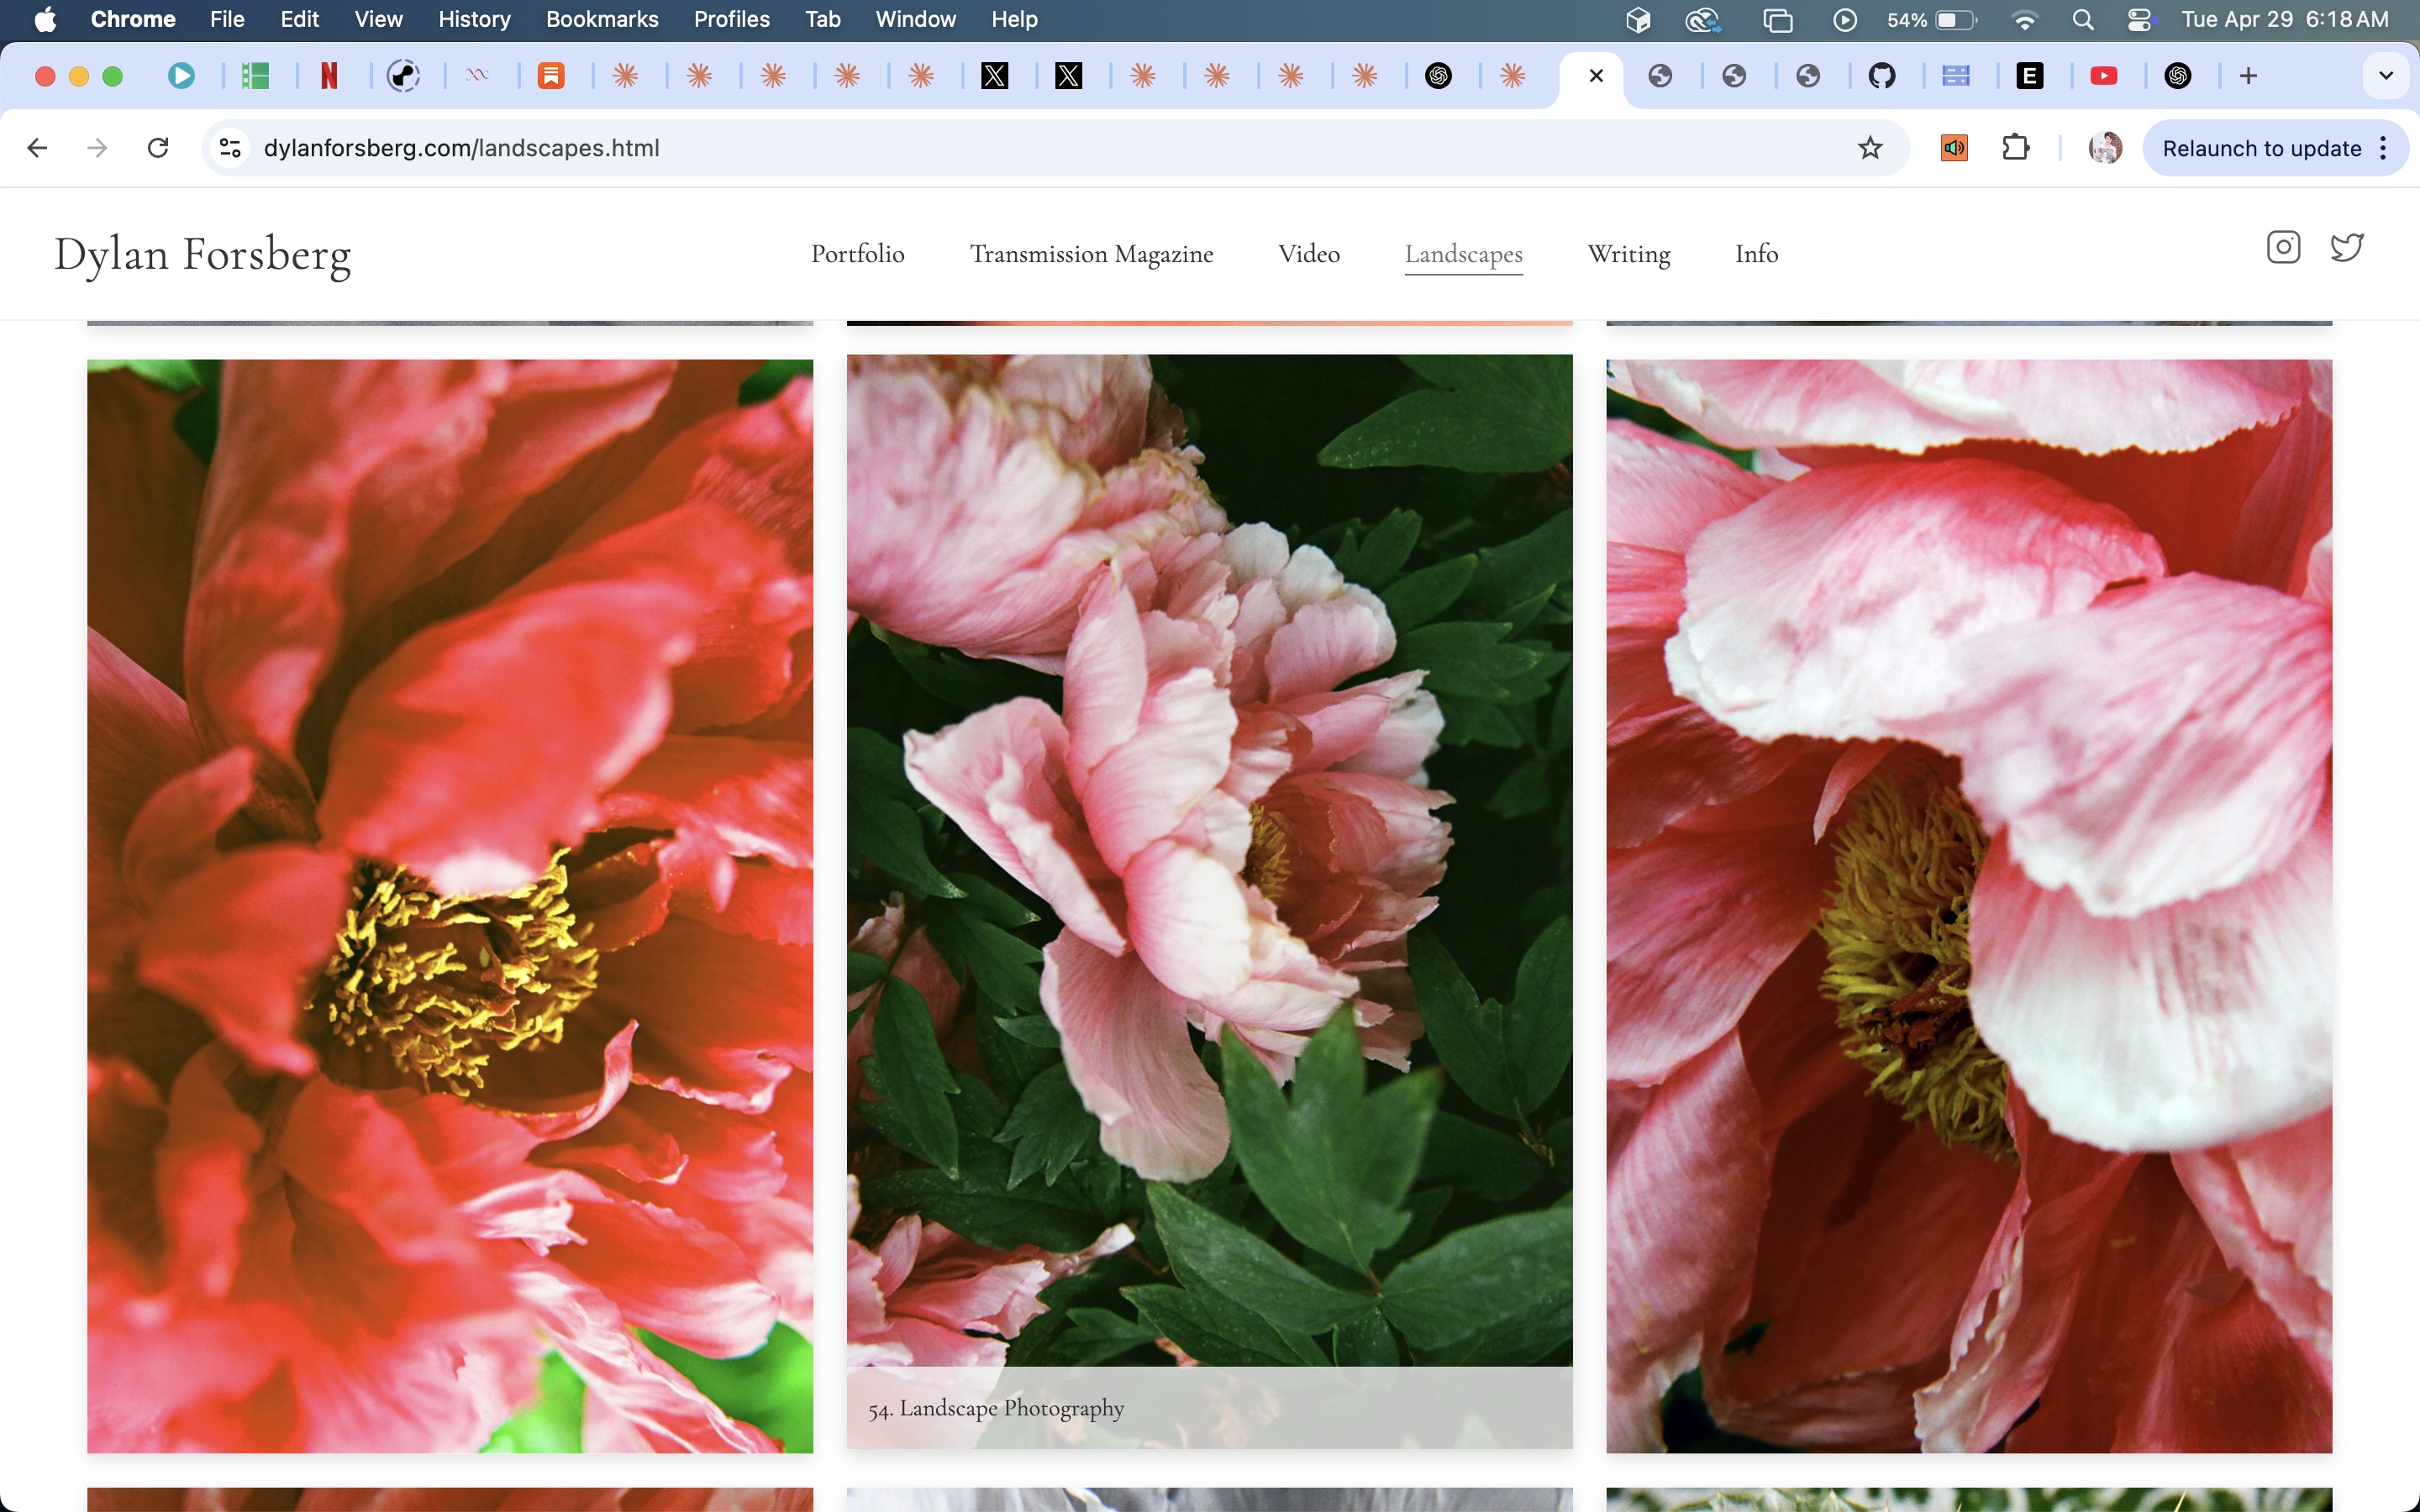 Chrome File Edit View History Bookmarks Profiles Tab Window Help 54% Tue Apr 29 6:18 AM
N E
dylanforsberg.com/landscapes.html Relaunch to update
Dylan Forsberg Portfolio Transmission Magazine Video Landscapes Writing Info
54. Landscape Photography